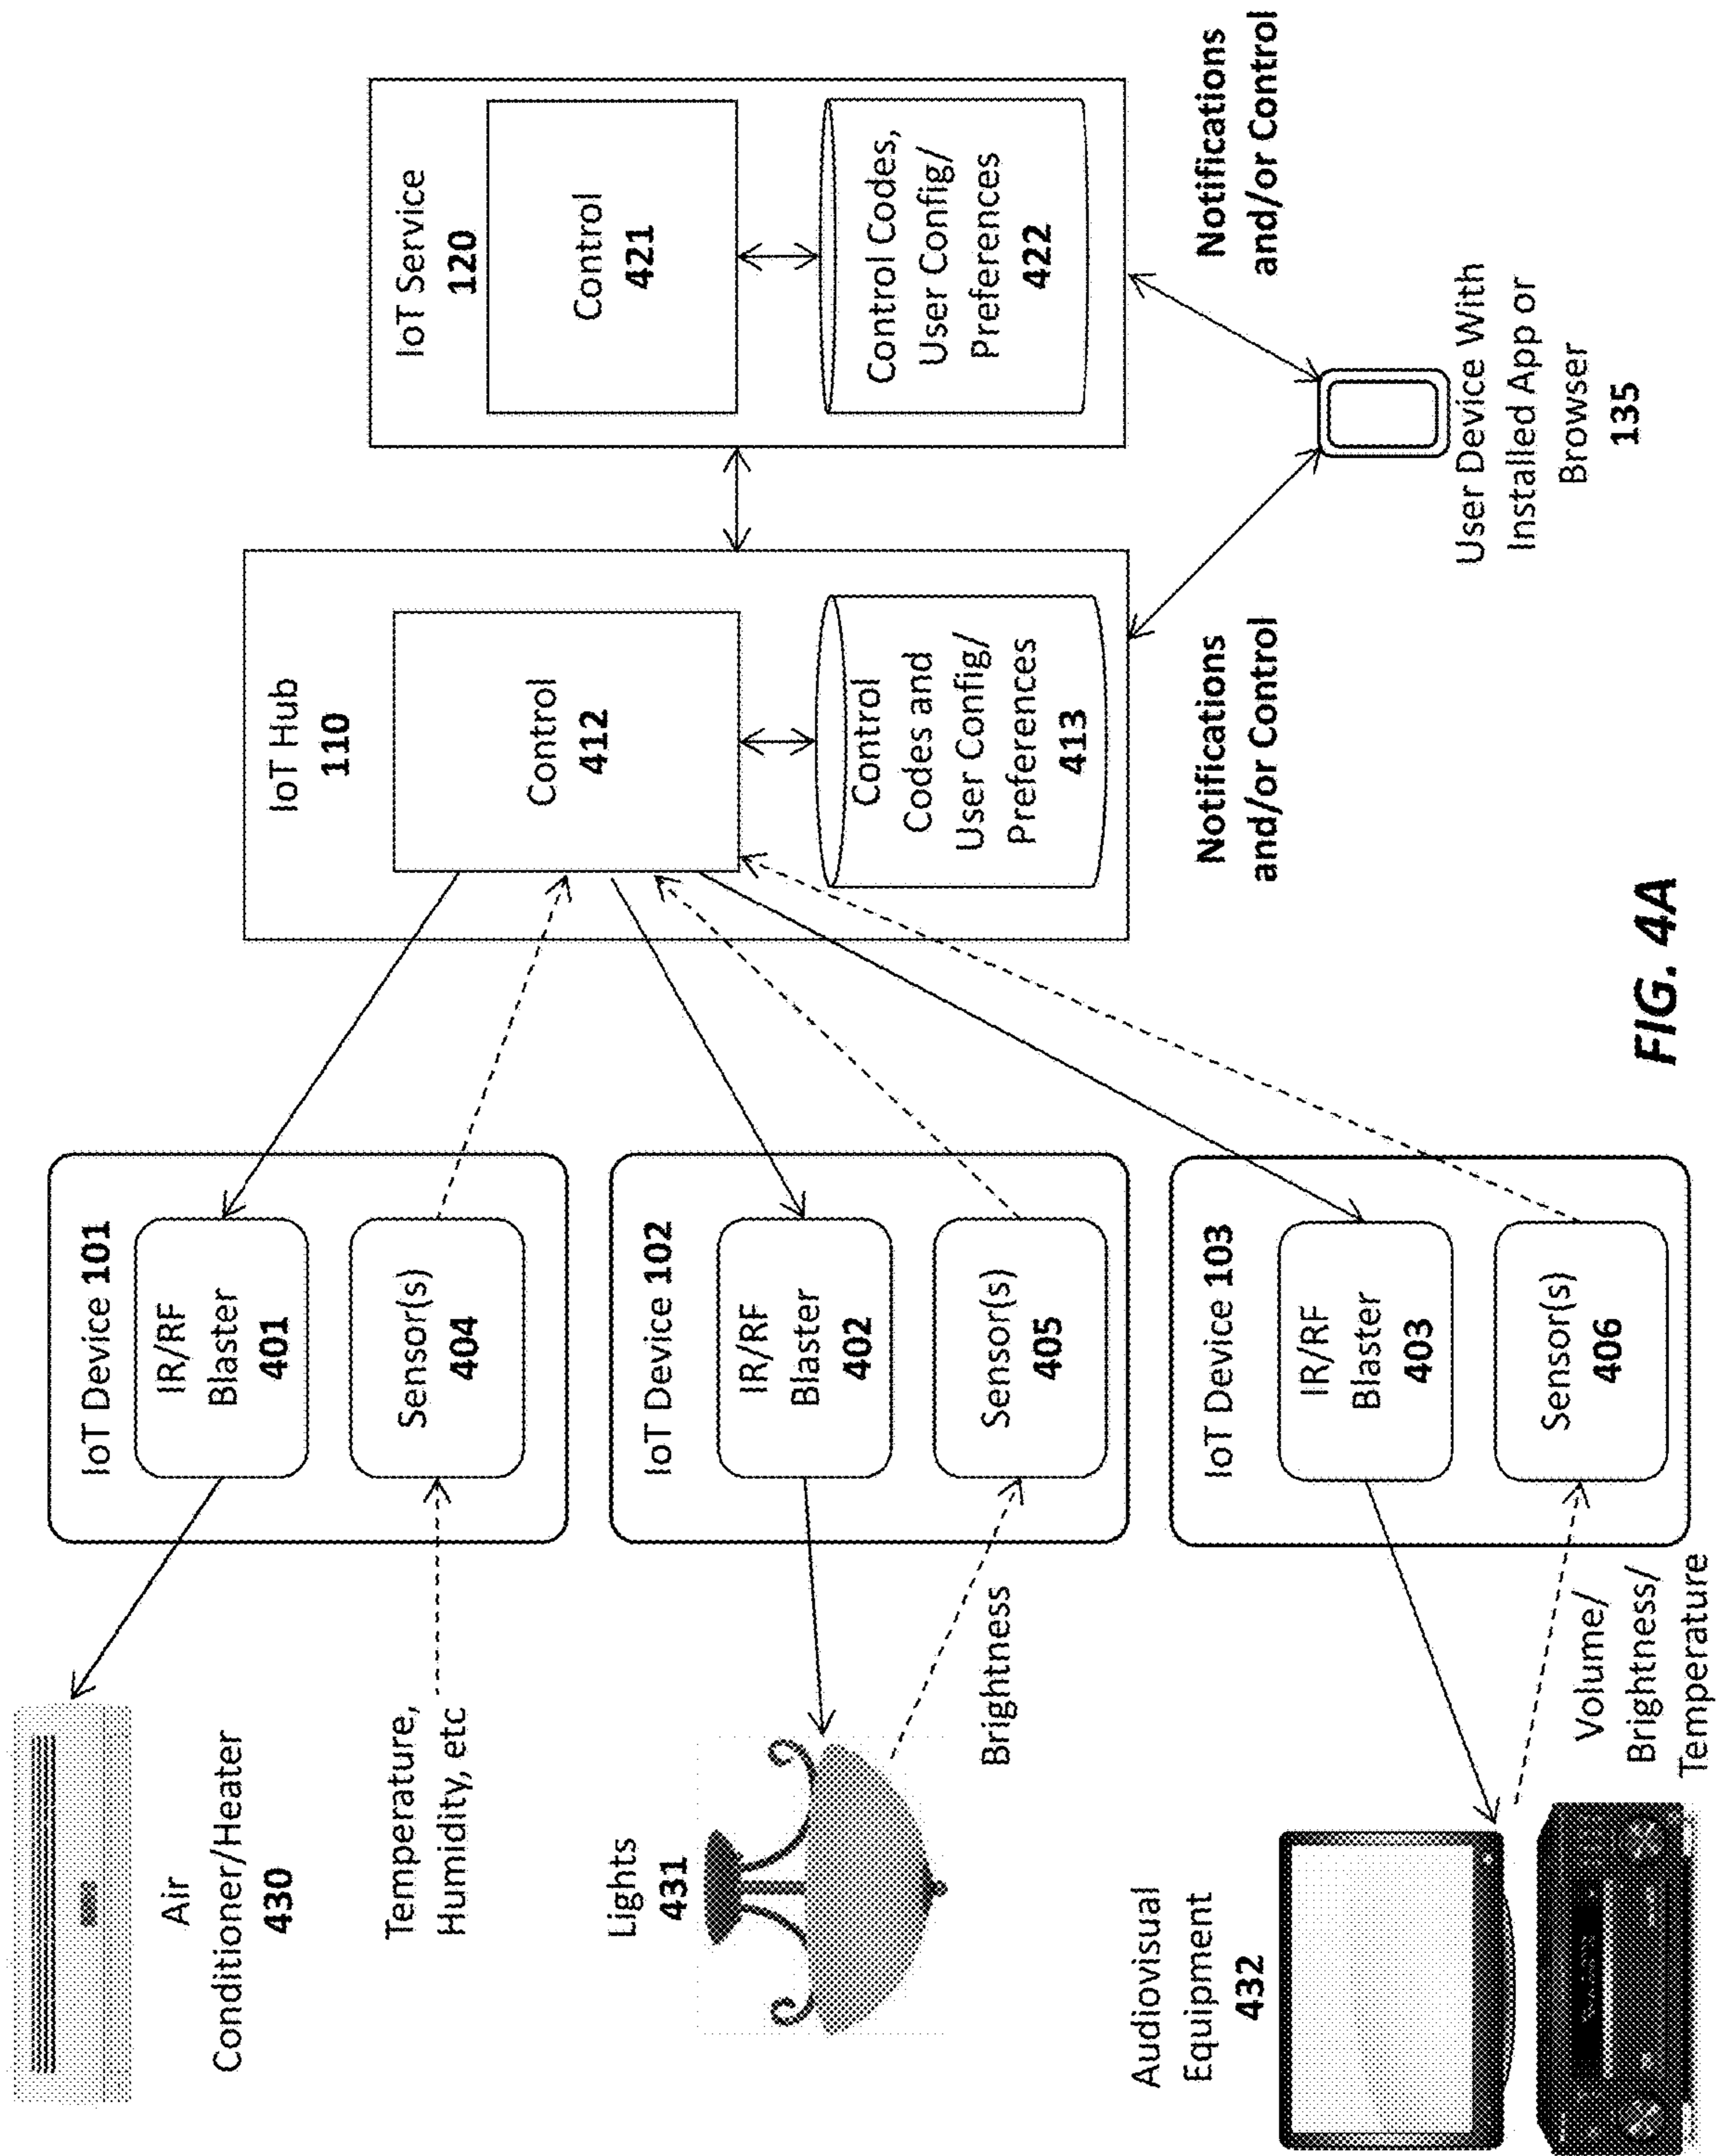 Air
Conditioner/Heater
430
Temperature,
Humidity, etc
Lights
431
Brightness
Audiovisual
Equipment
432
Volume/
Brightness/
Temperature
IoT Device 101
IR/RF
Blaster
401
Sensor(s)
404
IoT Device 102
IR/RF
Blaster
402
Sensor(s)
405
IoT Device 103
IR/RF
Blaster
403
Sensor(s)
406
IoT Hub
110
Control
412
Control
Codes and
User Config/
Preferences
413
Notifications
and/or Control
IoT Service
120
Control
421
Control Codes,
User Config/
Preferences
422
Notifications
and/or Control
User Device With
Installed App or
Browser
135
FIG. 4A